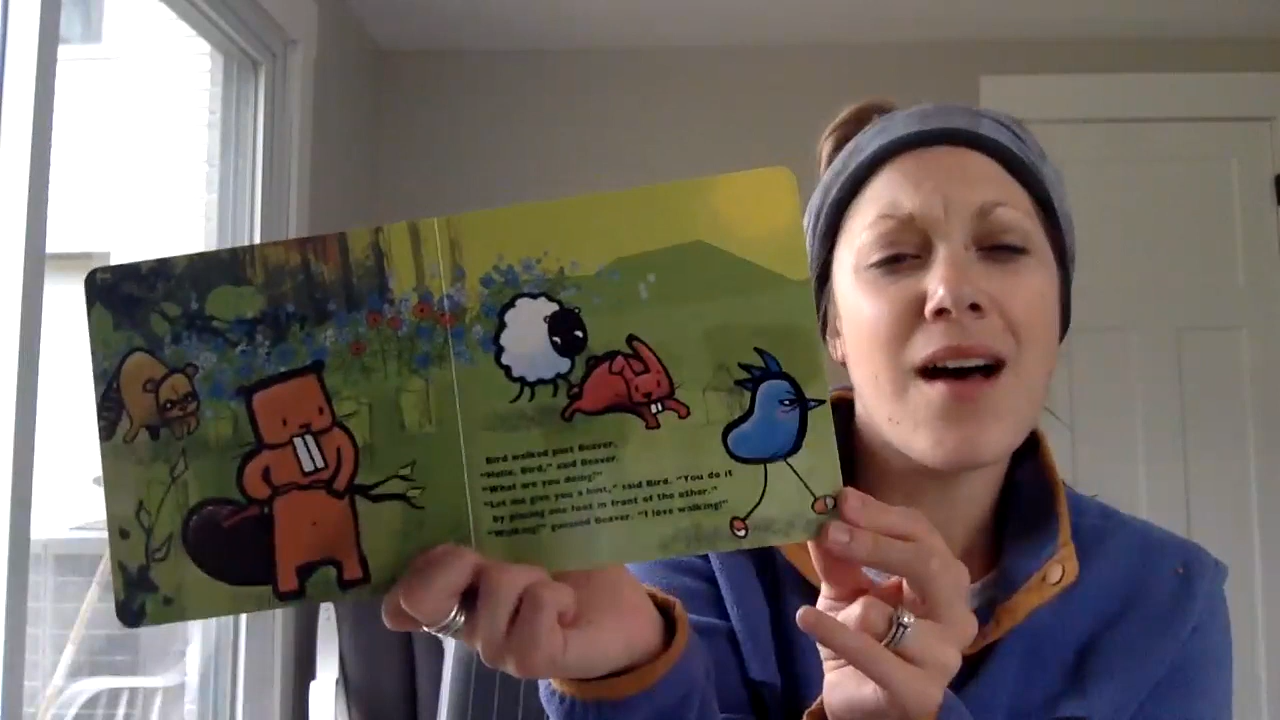 Bird walked past Beaver.
"Hello, Bird," said Beaver.
"What are you doing?"
"Let me give you a hint," said Bird. "You do it
by placing one foot in front of the other."
"Walking!" guessed Beaver. "I love walking!"